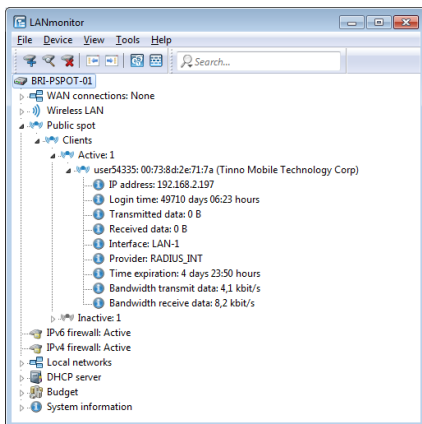 LANmonitor
File Device View Tools Help
Search...
BRI-PSPOT-01
WAN connections: None
Wireless LAN
Public spot
Clients
Active: 1
user54335: 00:73:8d:2e:71:7a (Tinno Mobile Technology Corp)
IP address: 192.168.2.197
Login time: 49710 days 06:23 hours
Transmitted data: 0 B
Received data: 0 B
Interface: LAN-1
Provider: RADIUS_INT
Time expiration: 4 days 23:50 hours
Bandwidth transmit data: 4,1 kbit/s
Bandwidth receive data: 8,2 kbit/s
Inactive: 1
IPv6 firewall: Active
IPv4 firewall: Active
Local networks
DHCP server
Budget
System information